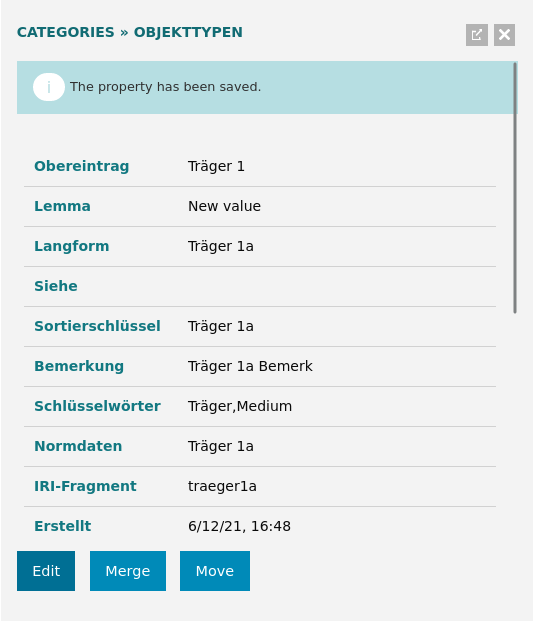 CATEGORIES » OBJEKTTYPEN
i The property has been saved.
Obereintrag Träger 1
Lemma New value
Langform Träger 1a
Siehe
Sortierschlüssel Träger 1a
Bemerkung Träger 1a Bemerk
Schlüsselwörter Träger,Medium
Normdaten Träger 1a
IRI-Fragment traeger1a
Erstellt 6/12/21, 16:48
Edit Merge Move